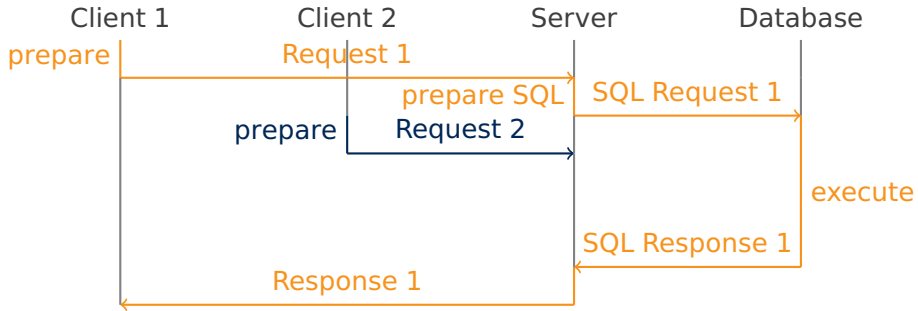 Client 1
Client 2
Server
Database
prepare
Request 1
prepare SQL
SQL Request 1
prepare
Request 2
execute
SQL Response 1
Response 1